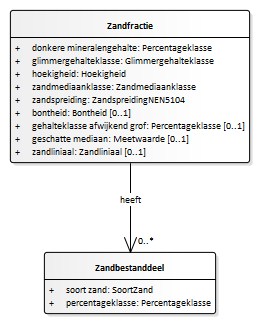 Zandfractie
+ donkere mineralengehalte: Percentageklasse
+ glimmergehalteklasse: Glimmergehalteklasse
+ hoekigheid: Hoekigheid
+ zandmediaanklasse: Zandmediaanklasse
+ zandspreiding: ZandspreidingNEN5104
+ bontheid: Bontheid [0..1]
+ gehalteklasse afwijkend grof: Percentageklasse [0..1]
+ geschatte mediaan: Meetwaarde [0..1]
+ zandliniaal: Zandliniaal [0..1]
heeft
0..*
Zandbestanddeel
+ soort zand: SoortZand
+ percentageklasse: Percentageklasse